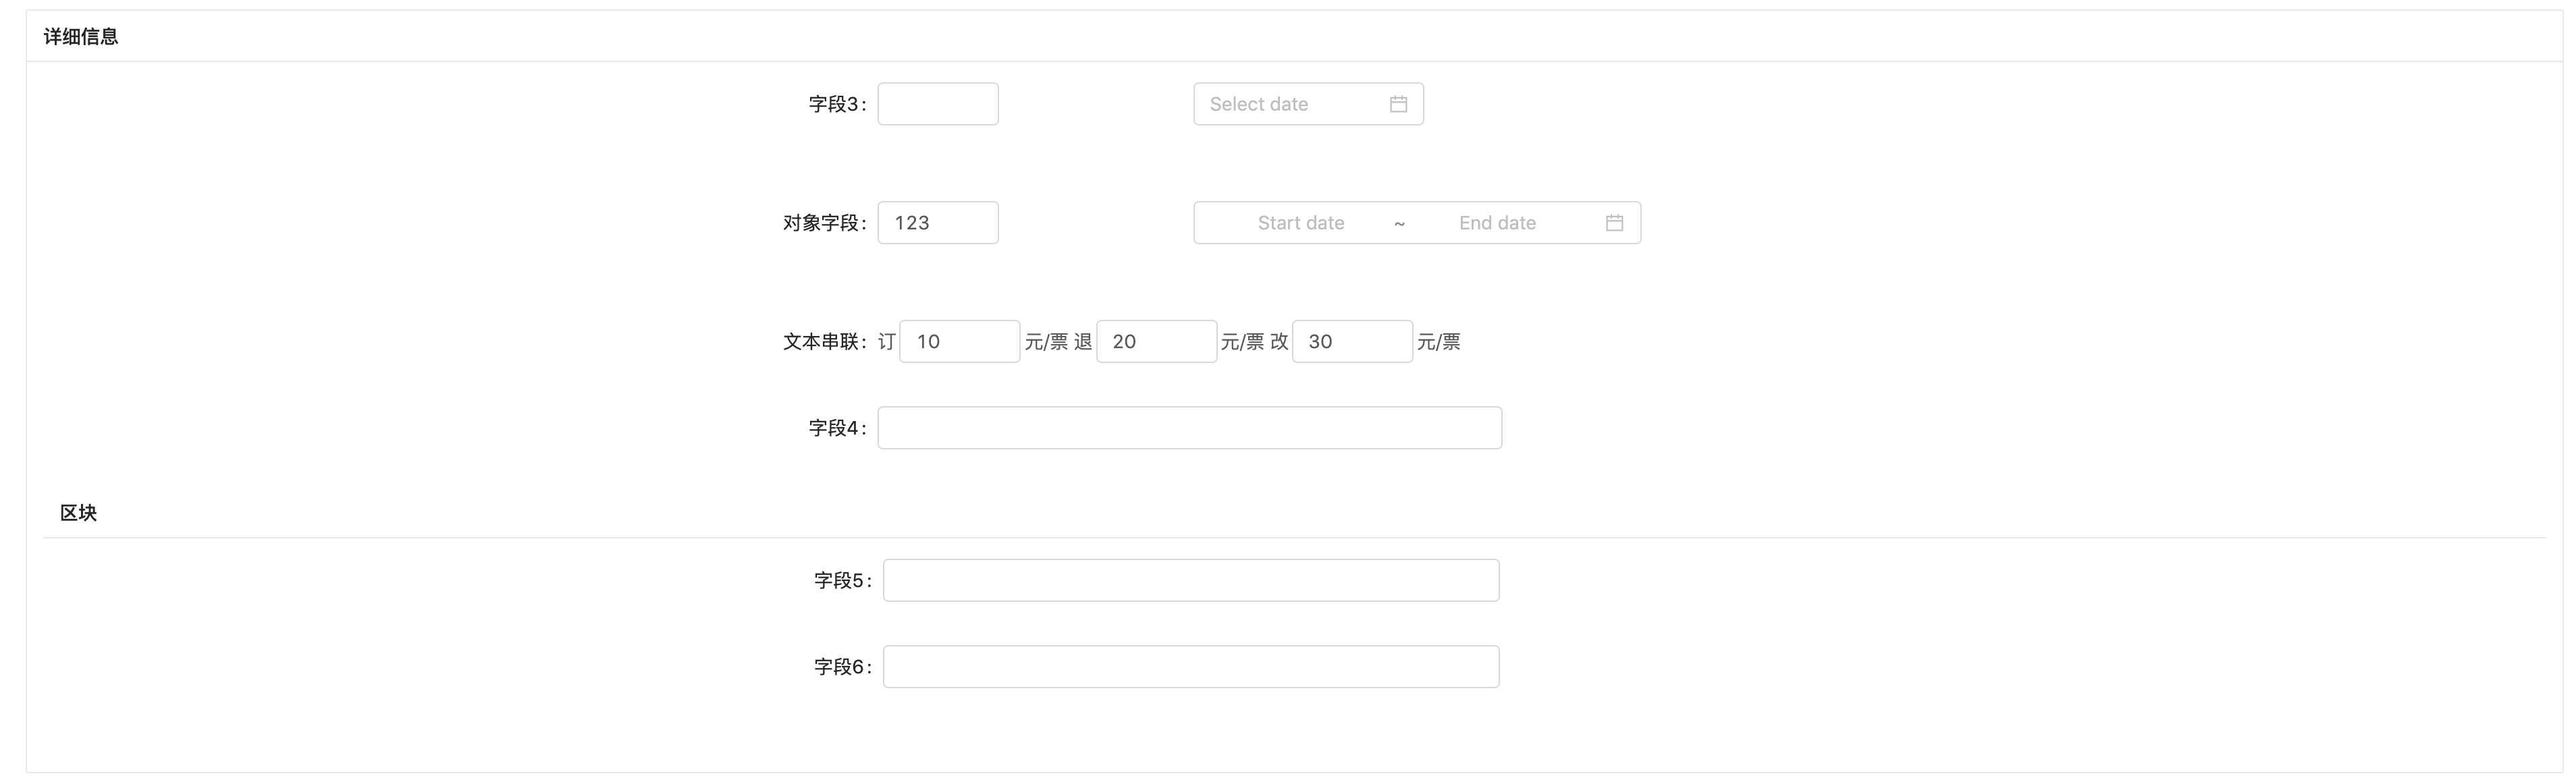 详细信息
字段3: Select date
对象字段: 123 Start date ~ End date
文本串联: 订 10 元/票 退 20 元/票 改 30 元/票
字段4:
区块
字段5:
字段6: